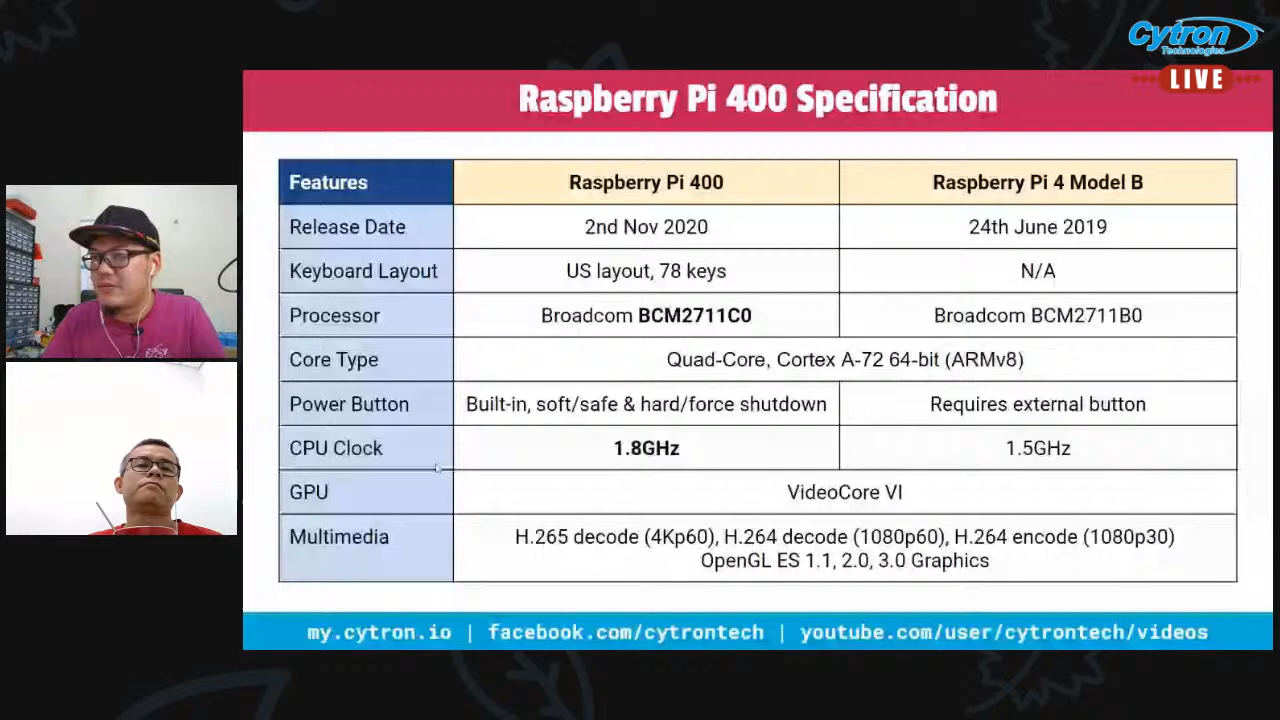 Cytron
Technologies
LIVE
Raspberry Pi 400 Specification
Features Raspberry Pi 400 Raspberry Pi 4 Model B
Release Date 2nd Nov 2020 24th June 2019
Keyboard Layout US layout, 78 keys N/A
Processor Broadcom BCM2711C0 Broadcom BCM2711B0
Core Type Quad-Core, Cortex A-72 64-bit (ARMv8)
Power Button Built-in, soft/safe & hard/force shutdown Requires external button
CPU Clock 1.8GHz 1.5GHz
GPU VideoCore VI
Multimedia H.265 decode (4Kp60), H.264 decode (1080p60), H.264 encode (1080p30)
OpenGL ES 1.1, 2.0, 3.0 Graphics
my.cytron.io | facebook.com/cytrontech | youtube.com/user/cytrontech/videos